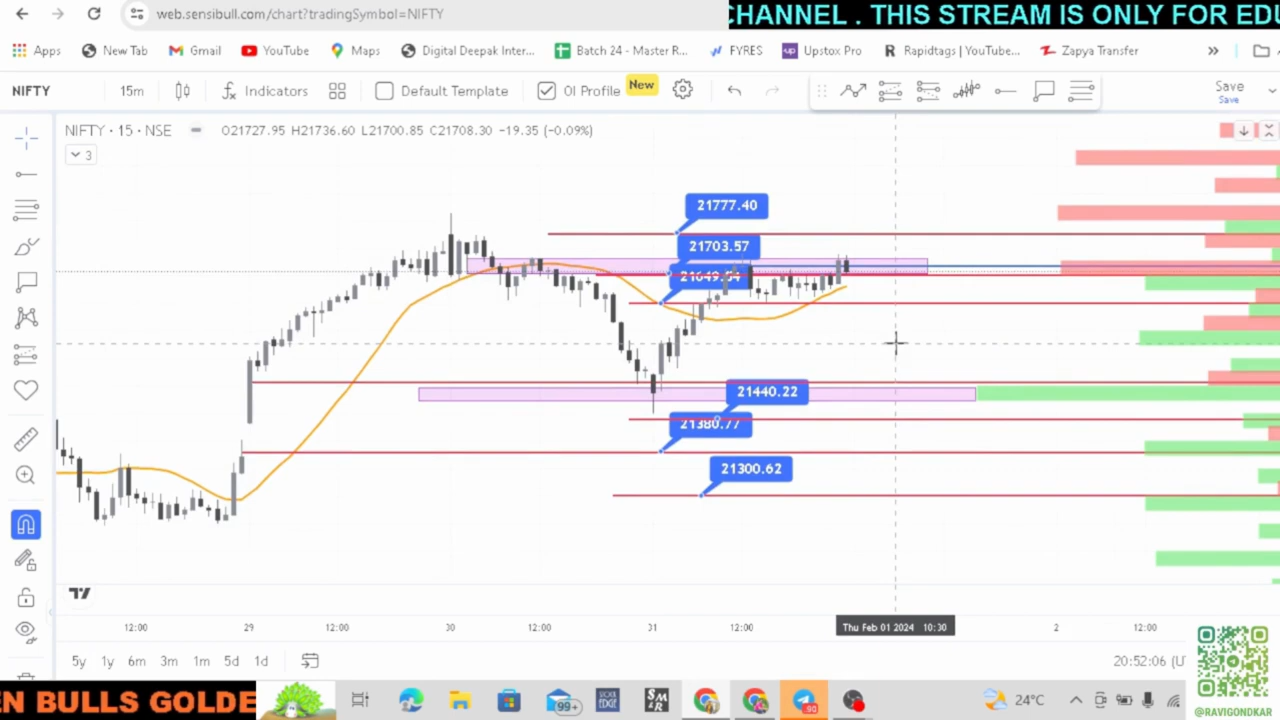 web.sensibull.com/chart?tradingSymbol=NIFTY
CHANNEL . THIS STREAM IS ONLY FOR EDU
Apps New Tab Gmail YouTube Maps Digital Deepak Inter... Batch 24 - Master R... FYRES Upstox Pro Rapidtags | YouTube... Zapya Transfer
NIFTY 15m Indicators Default Template OI Profile New Save
Save
NIFTY · 15 · NSE O21727.95 H21736.60 L21700.85 C21708.30 -19.35 (-0.09%)
3
21777.40
21703.57
21649.54
21440.22
21380.77
21300.62
12:00 29 12:00 30 12:00 31 12:00 Thu Feb 01 2024 10:30 2 12:00
5y 1y 6m 3m 1m 5d 1d 20:52:06 (U
EN BULLS GOLDE
99+
24°C
@RAVIGONDKAR